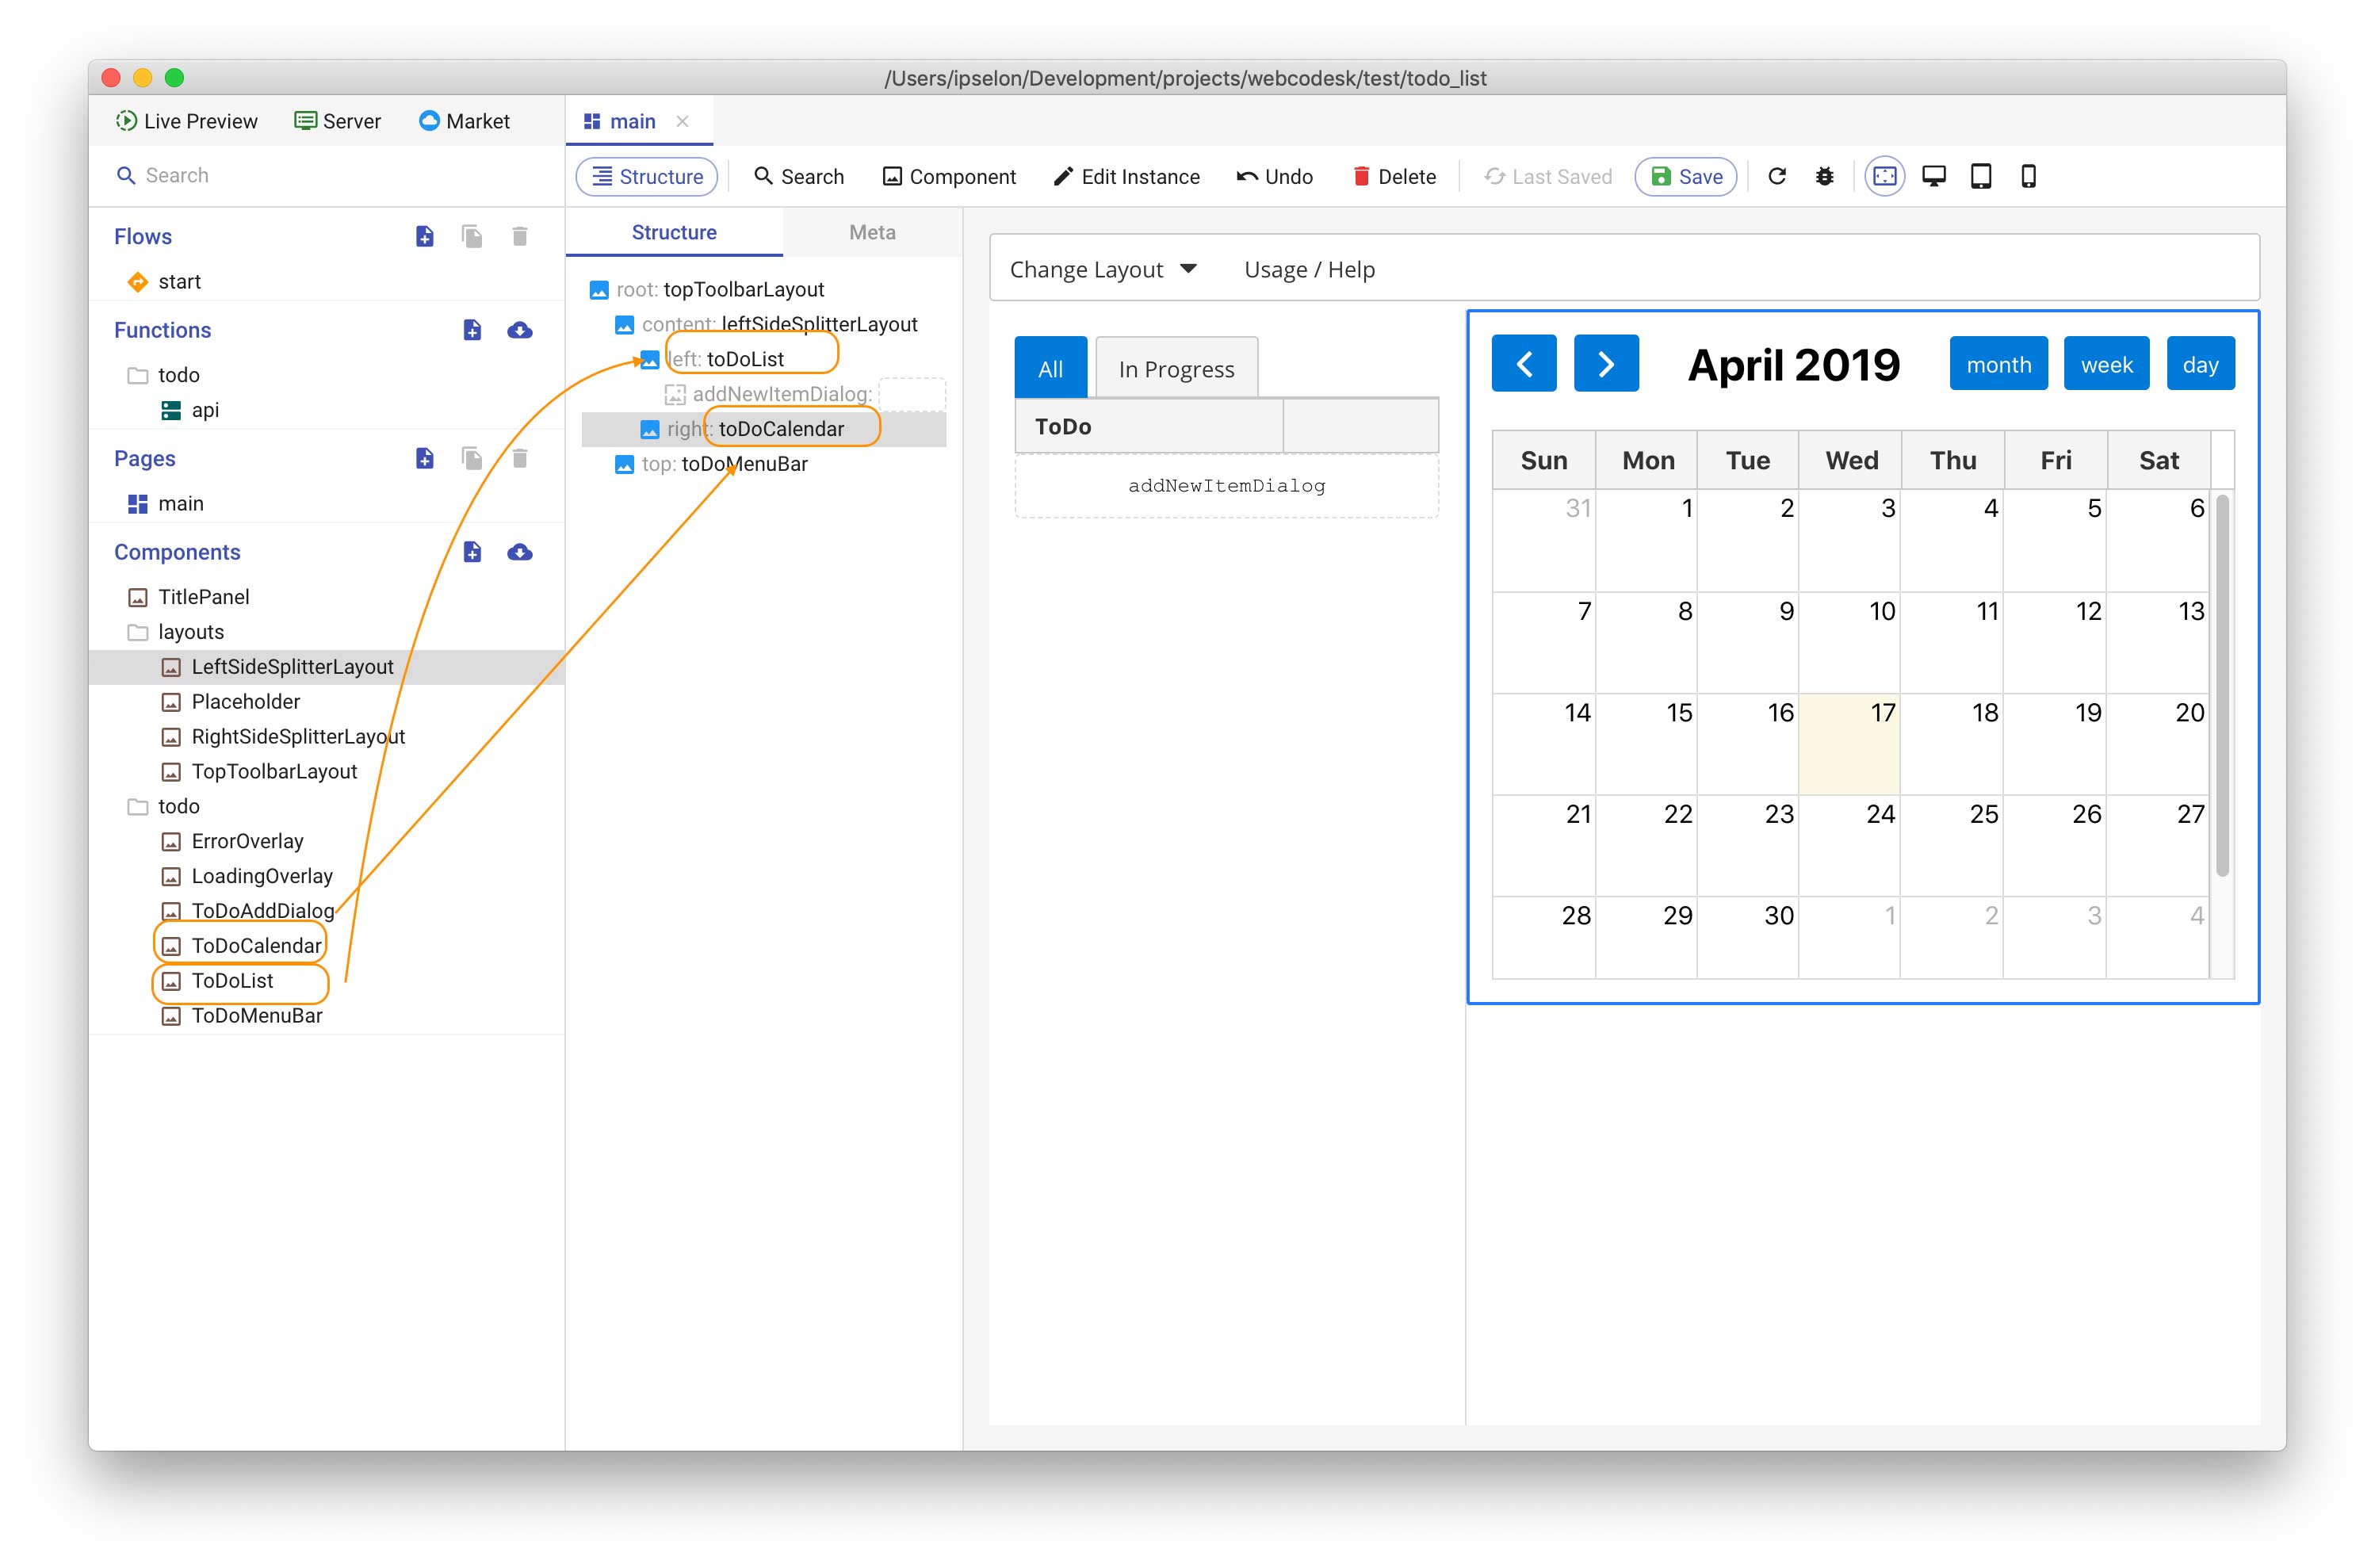 /Users/ipselon/Development/projects/webcodesk/test/todo_list
Live Preview Server Market
main
Search
Structure Search Component Edit Instance Undo Delete Last Saved Save
Flows
start
Functions
todo
api
Pages
main
Components
TitlePanel
layouts
LeftSideSplitterLayout
Placeholder
RightSideSplitterLayout
TopToolbarLayout
todo
ErrorOverlay
LoadingOverlay
ToDoAddDialog
ToDoCalendar
ToDoList
ToDoMenuBar
Structure Meta
root: topToolbarLayout
content: leftSideSplitterLayout
left: toDoList
addNewItemDialog:
right: toDoCalendar
top: toDoMenuBar
Change Layout Usage / Help
All In Progress
ToDo
addNewItemDialog
April 2019
month week day
Sun Mon Tue Wed Thu Fri Sat
31 1 2 3 4 5 6
7 8 9 10 11 12 13
14 15 16 17 18 19 20
21 22 23 24 25 26 27
28 29 30 1 2 3 4